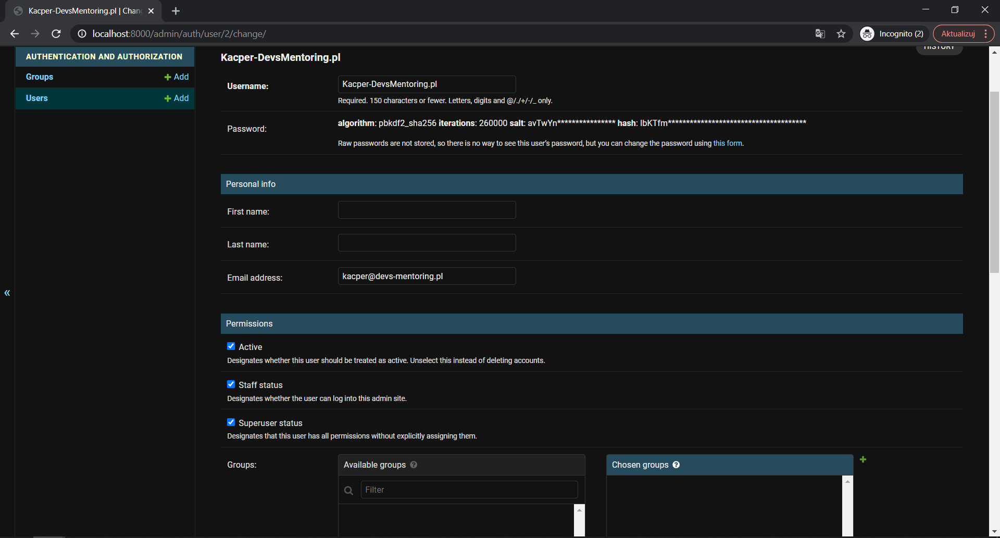 Kacper-DevsMentoring.pl | Chan
localhost:8000/admin/auth/user/2/change/
Incognito (2)
Aktualizuj
AUTHENTICATION AND AUTHORIZATION
Groups
Add
Users
Add
«
HISTORY
Kacper-DevsMentoring.pl
Username:
Kacper-DevsMentoring.pl
Required. 150 characters or fewer. Letters, digits and @/./+/-/_ only.
Password:
algorithm: pbkdf2_sha256 iterations: 260000 salt: avTwYn**************** hash: lbKTfm**************************************
Raw passwords are not stored, so there is no way to see this user’s password, but you can change the password using this form.
Personal info
First name:
Last name:
Email address:
kacper@devs-mentoring.pl
Permissions
Active
Designates whether this user should be treated as active. Unselect this instead of deleting accounts.
Staff status
Designates whether the user can log into this admin site.
Superuser status
Designates that this user has all permissions without explicitly assigning them.
Groups:
Available groups
Filter
Chosen groups